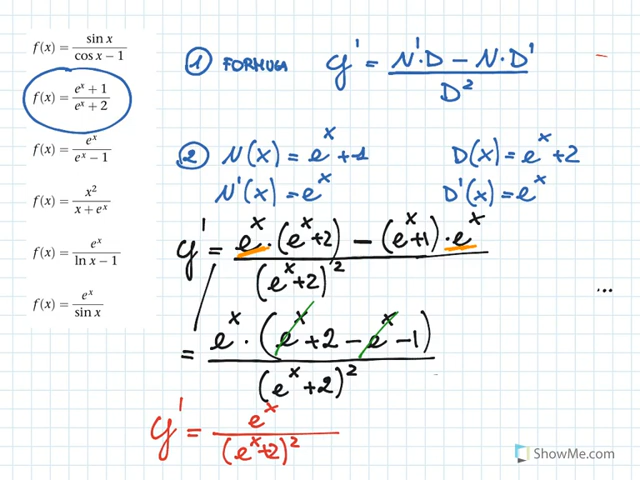 f(x) = sin x / cos x − 1
f(x) = e^x + 1 / e^x + 2
f(x) = e^x / e^x − 1
f(x) = x^2 / x + e^x
f(x) = e^x / ln x − 1
f(x) = e^x / sin x
1 FORMULA y' = N'·D − N·D' / D^2
2 N(x) = e^x + 1 D(x) = e^x + 2
N'(x) = e^x D'(x) = e^x
y' = e^x · (e^x+2) − (e^x+1) · e^x / (e^x+2)^2
...
= e^x · (e^x + 2 − e^x − 1) / (e^x + 2)^2
y' = e^x / (e^x+2)^2
ShowMe.com